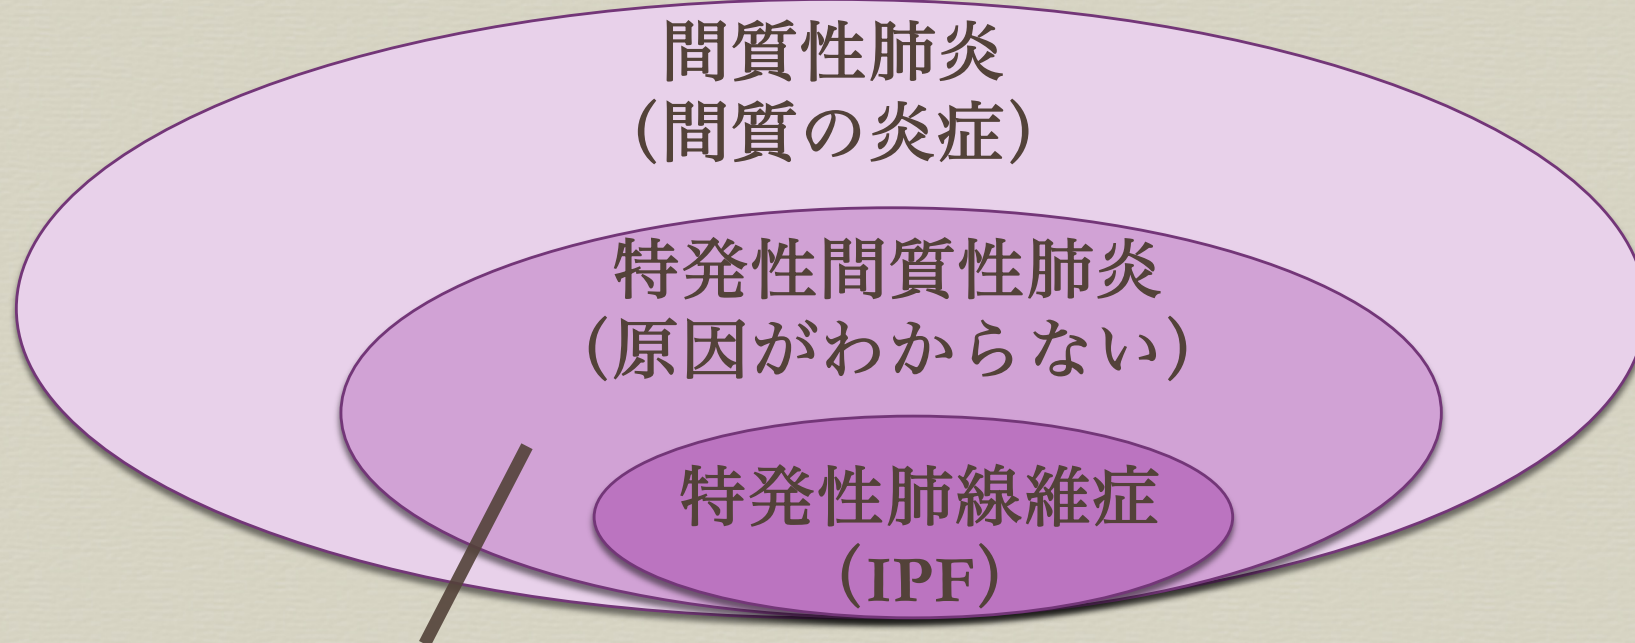 間質性肺炎
（間質の炎症）
特発性間質性肺炎
（原因がわからない）
特発性肺線維症
（IPF）